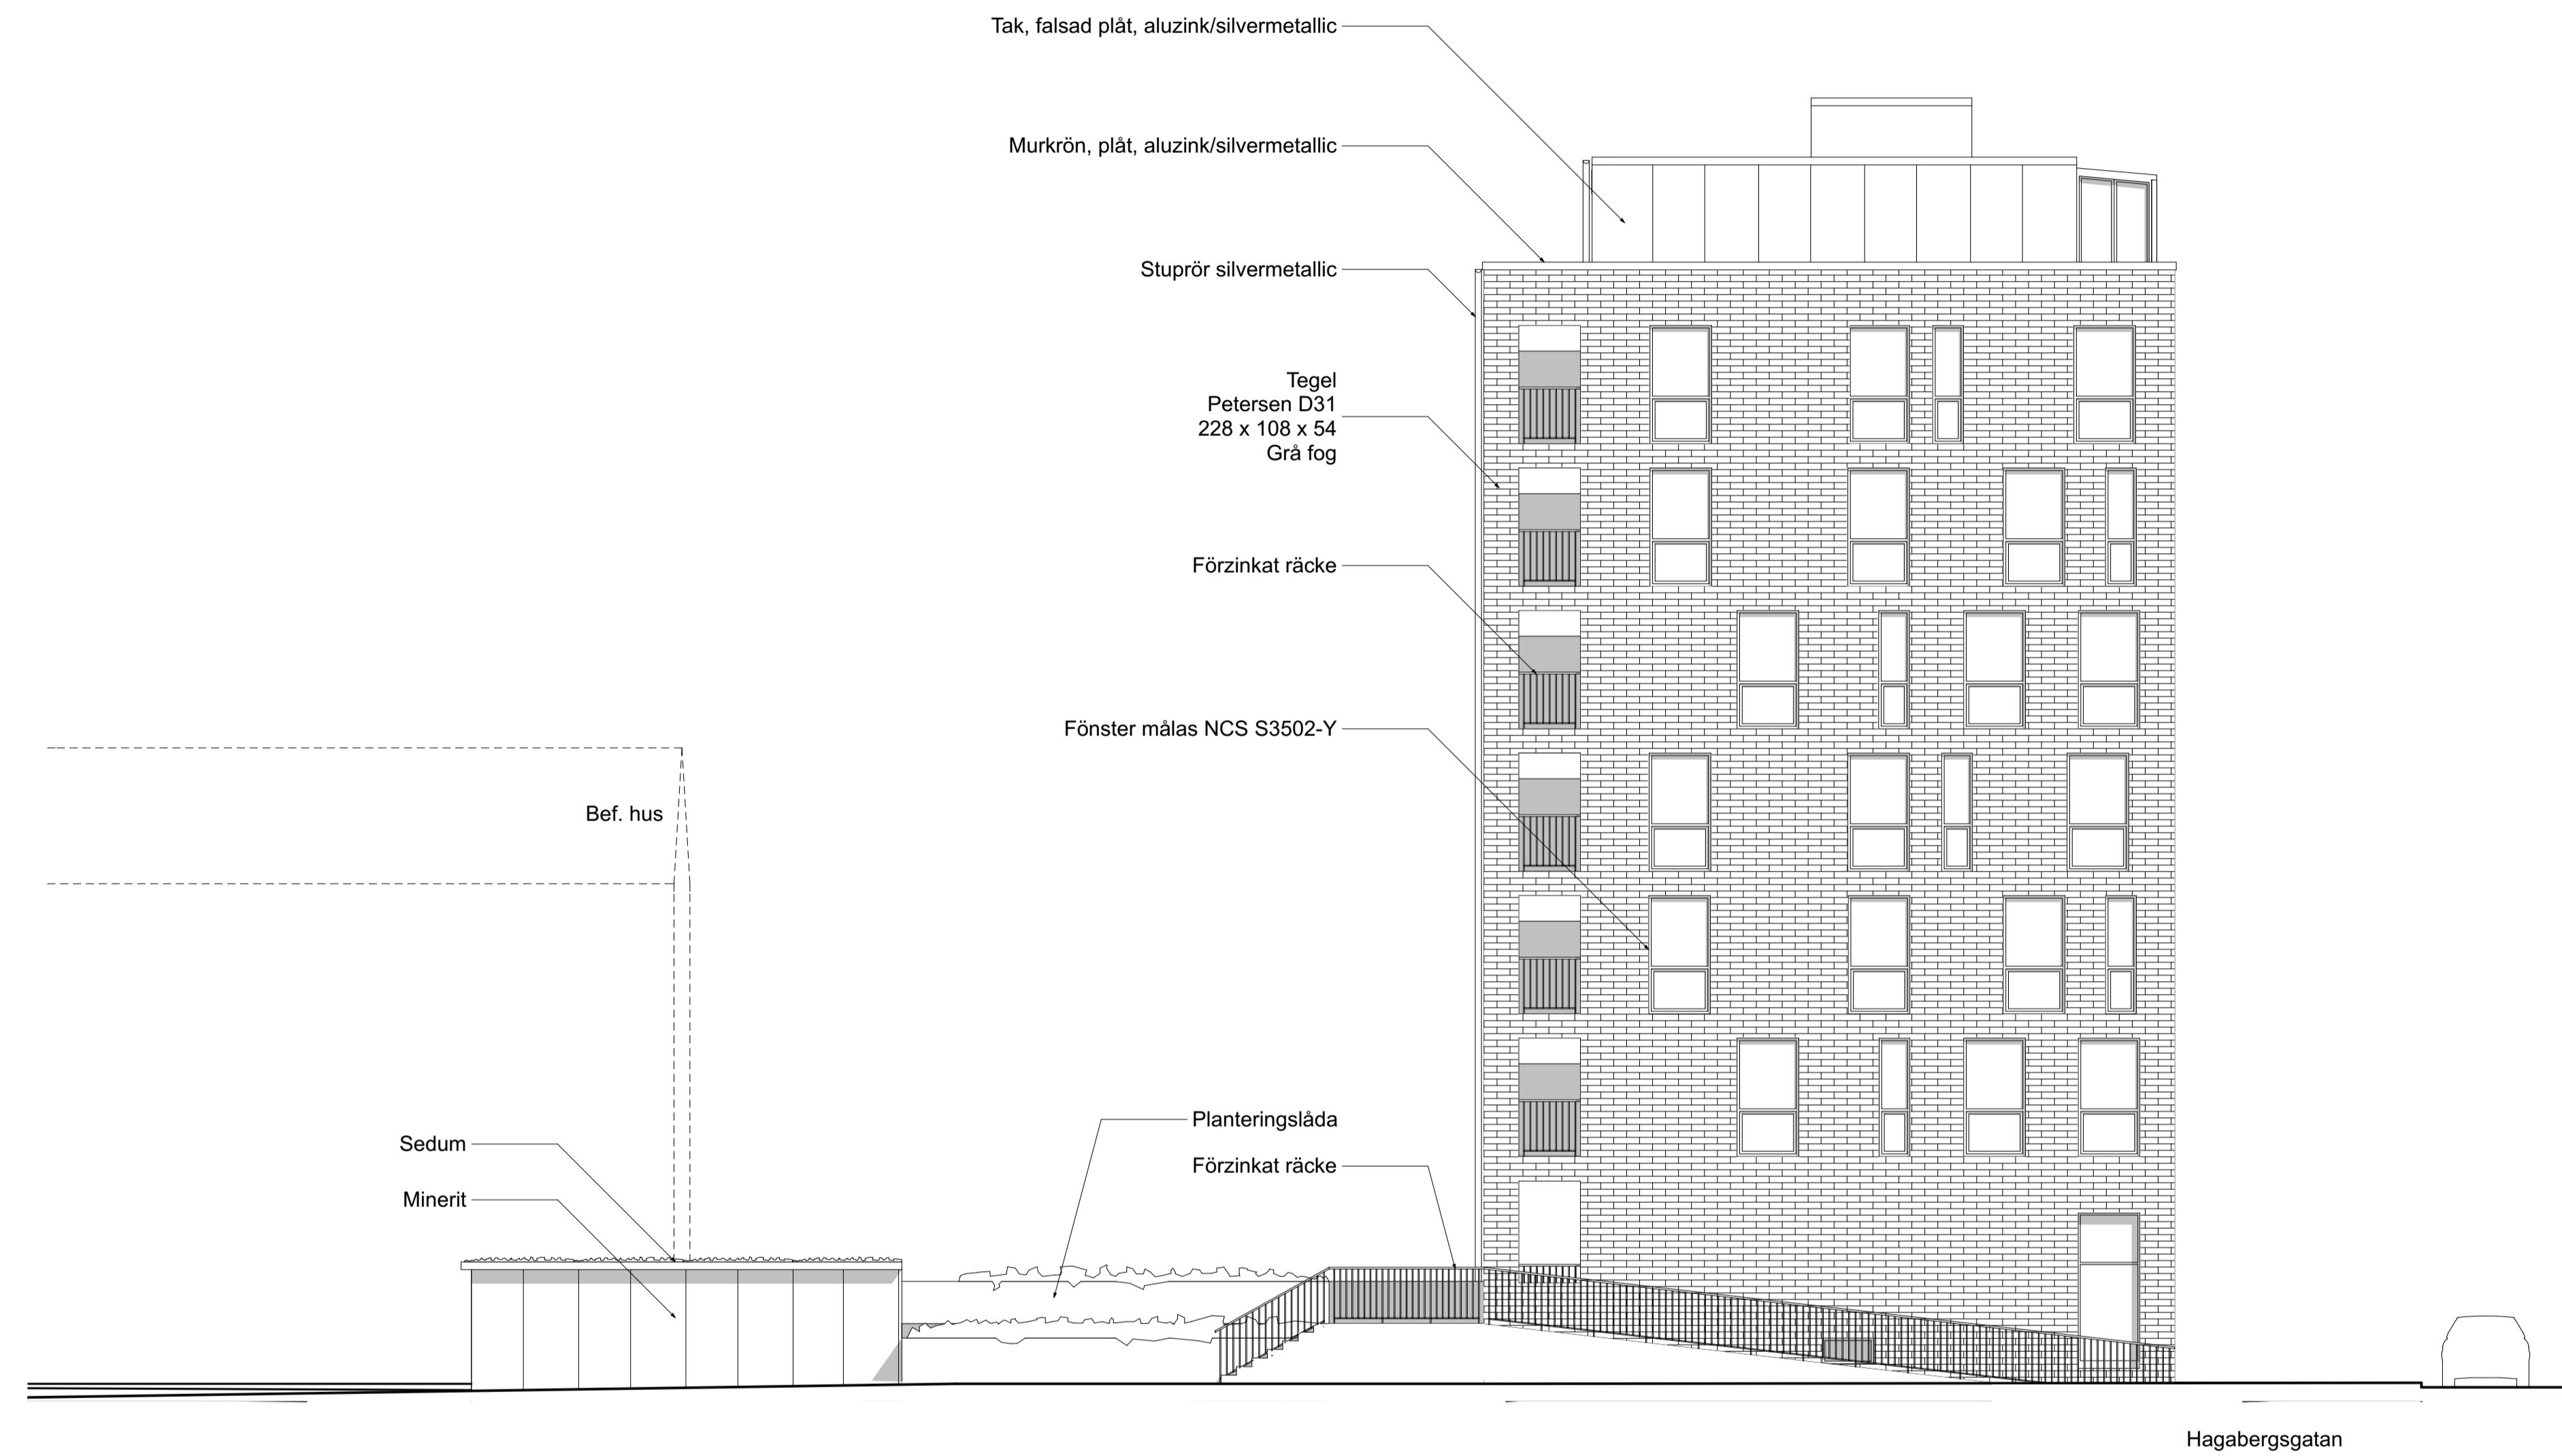 Tak, falsad plåt, aluzink/silvermetallic
Murkrön, plåt, aluzink/silvermetallic
Stuprör silvermetallic
Tegel
Petersen D31
228 x 108 x 54
Grå fog
Förzinkat räcke
Fönster målas NCS S3502-Y
Bef. hus
Planteringslåda
Sedum
Förzinkat räcke
Minerit
Hagabergsgatan